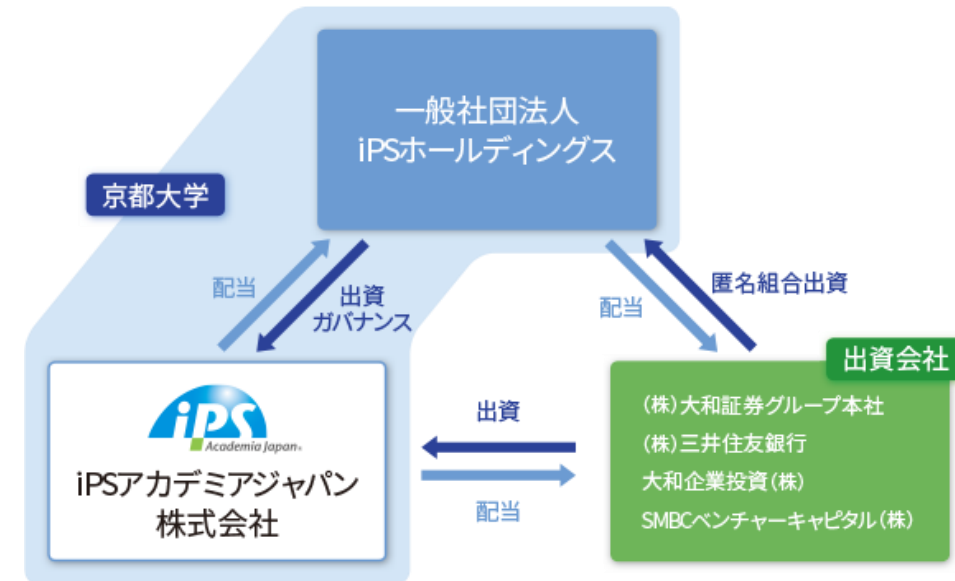 一般社団法人
iPSホールディングス
京都大学
配当
出資
ガバナンス
配当
匿名組合出資
出資会社
(株)大和証券グループ本社
(株)三井住友銀行
大和企業投資(株)
SMBCベンチャーキャピタル(株)
出資
配当
iPS
Academia Japan
iPSアカデミアジャパン
株式会社